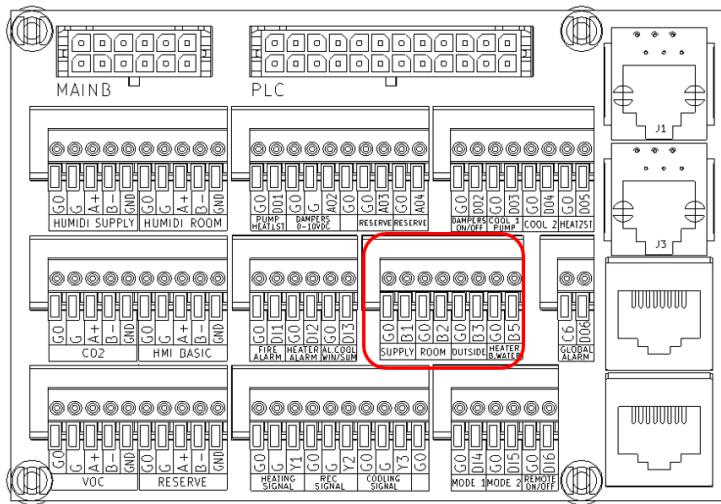 MAINB PLC
J1
G0 G A+ B- GND G0 G A+ B- GND G0 DO1 G0 G AO2 G0 G0 AO3 G0 AO4 G0 DO2 G0 DO3 G0 DO4 G0 DO5
HUMIDI SUPPLY HUMIDI ROOM PUMP HEAT1ST DAMPERS 0-10VDC RESERVE RESERVE DAMPERS ON/OFF COOL 1 PUMP COOL 2 HEAT2ST
J3
G0 G A+ B- GND G0 G A+ B- GND G0 DI1 G0 DI2 G0 DI3 G0 B1 G0 B2 G0 B3 G0 B5 C6 DO6
CO2 HMI BASIC FIRE ALARM HEATER ALARM AL.COOL WIN/SUM SUPPLY ROOM OUTSIDE HEATER B.WATER GLOBAL ALARM
G0 G A+ B- GND G0 G A+ B- GND G0 G Y1 G0 G Y2 G0 G Y3 G0 G0 DI4 G0 DI5 G0 DI6
VOC RESERVE HEATING SIGNAL REC SIGNAL COOLING SIGNAL MODE 1 MODE 2 REMOTE ON/OFF